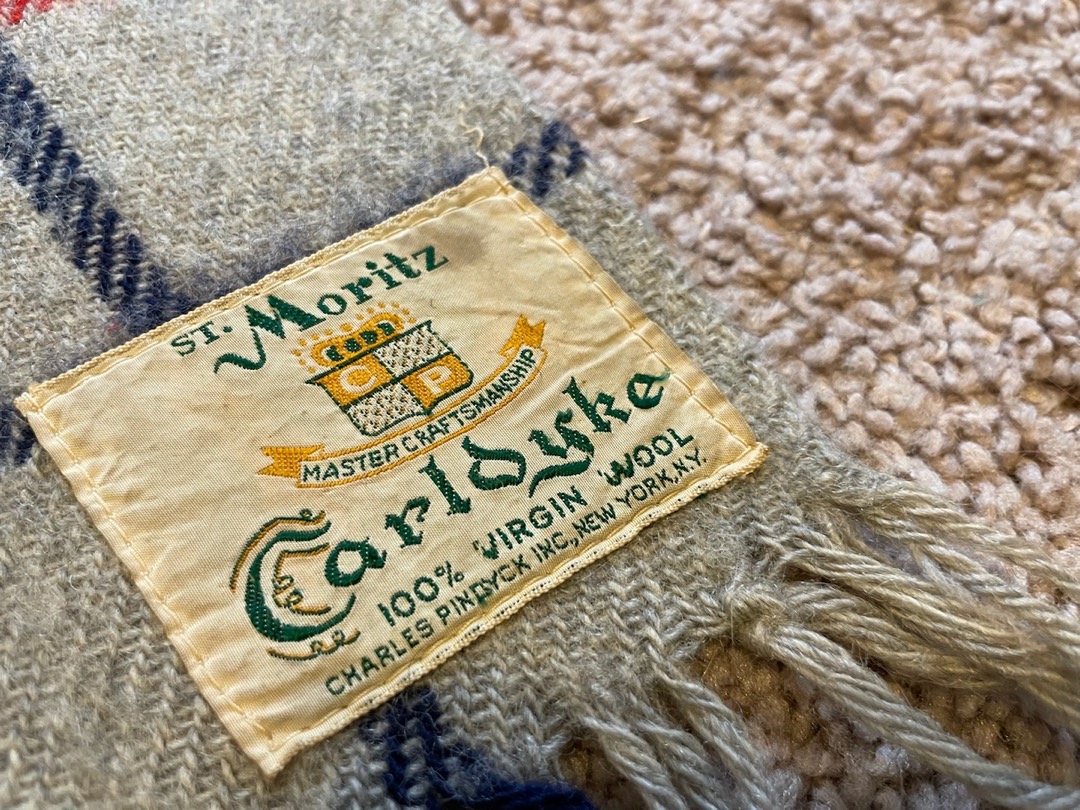 ST. Moritz
C P
MASTER CRAFTSMANSHIP
Carldyke
100% VIRGIN WOOL
CHARLES PINDYCK INC., NEW YORK, N.Y.